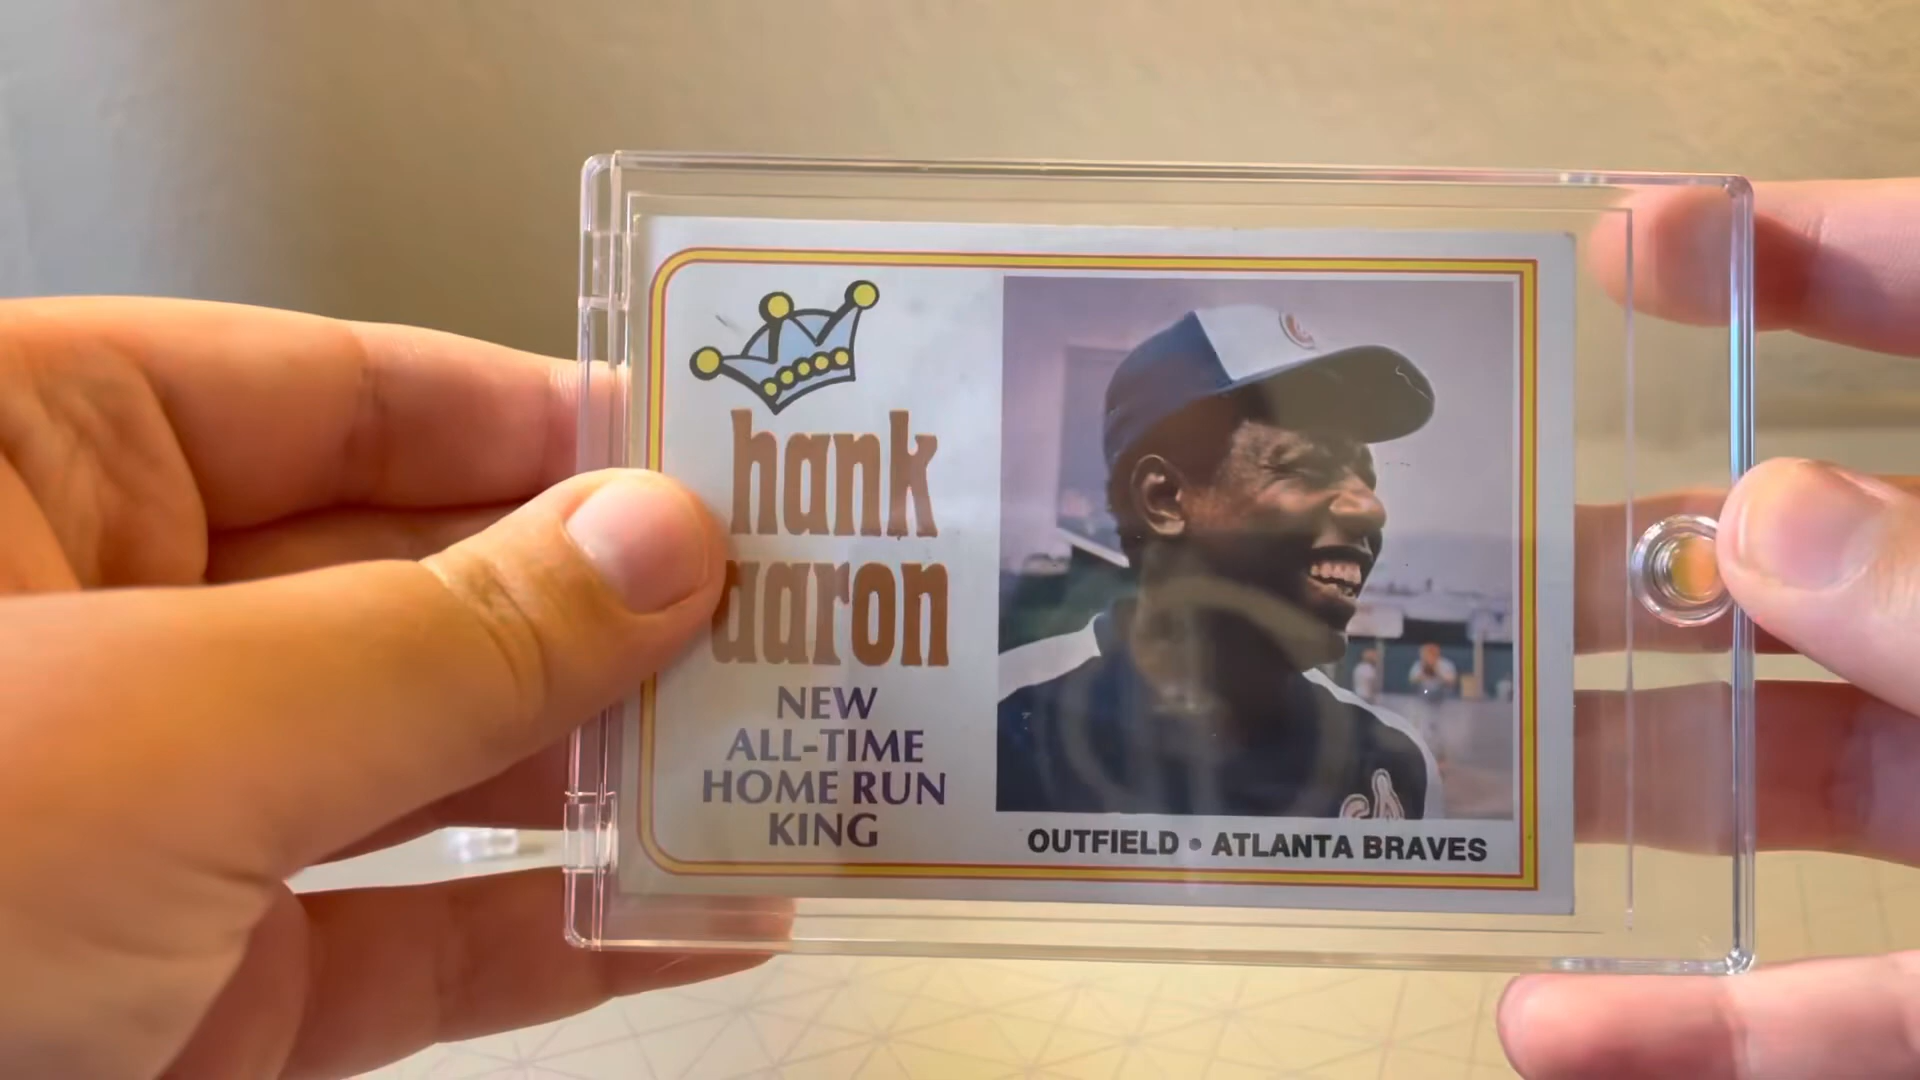 hank
aaron
NEW
ALL-TIME
HOME RUN
KING
OUTFIELD • ATLANTA BRAVES